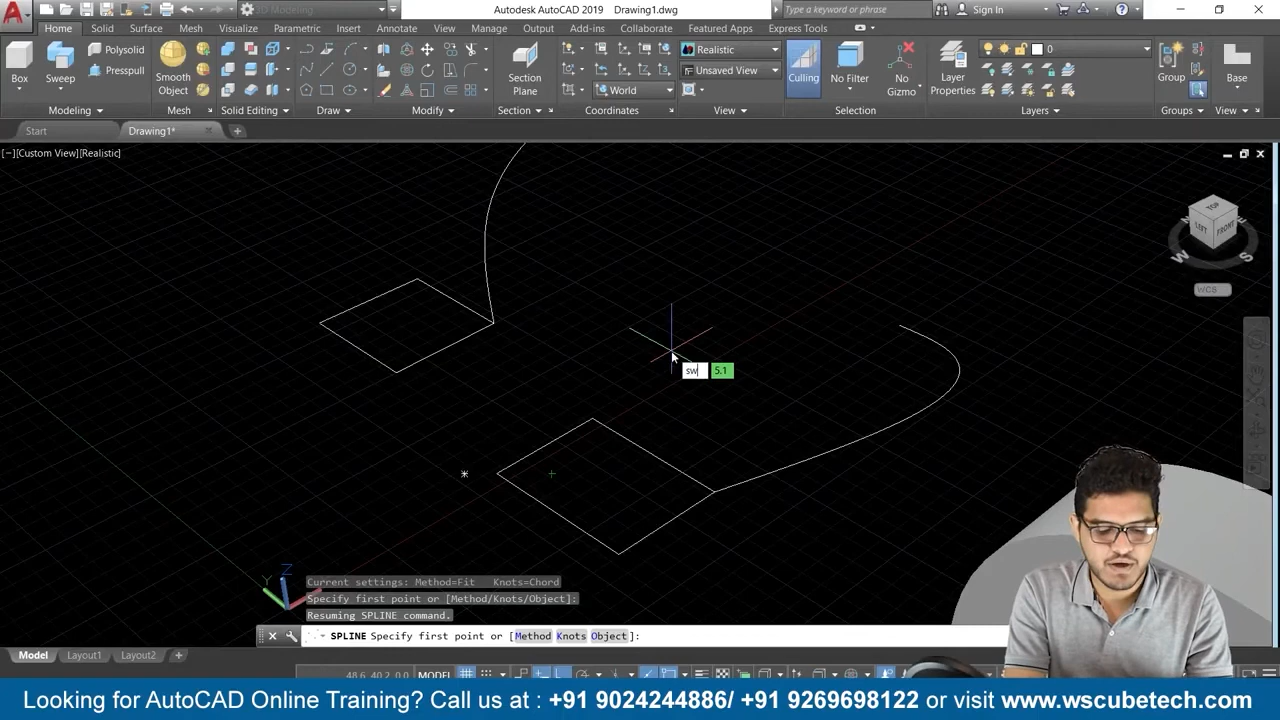 3D Modeling
Autodesk AutoCAD 2019 Drawing1.dwg
Type a keyword or phrase
Sign In
Home Solid Surface Mesh Visualize Parametric Insert Annotate View Manage Output Add-ins Collaborate Featured Apps Express Tools
Box
Sweep
Polysolid
Presspull
Smooth
Object
Section
Plane
World
Realistic
Unsaved View
Culling
No Filter
No
Gizmo
Layer
Properties
0
Group
Base
Modeling Mesh Solid Editing Draw Modify Section Coordinates View Selection Layers Groups View
Start Drawing1*
[−][Custom View][Realistic]
TOP
LEFT FRONT
W S
WCS
sw 5.1
Z
Y
Current settings: Method=Fit Knots=Chord
Specify first point or [Method/Knots/Object]:
Resuming SPLINE command.
SPLINE Specify first point or [Method Knots Object]:
Model Layout1 Layout2
MODEL
Looking for AutoCAD Online Training? Call us at : +91 9024244886/ +91 9269698122 or visit www.wscubetech.com